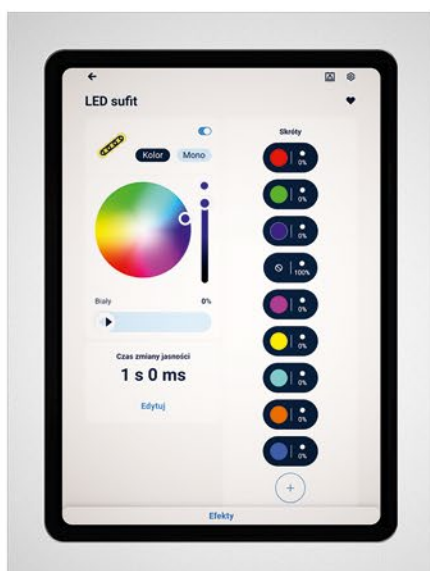 LED sufit
Kolor
Mono
Biały
0%
Czas zmiany jasności
1 s 0 ms
Edytuj
Skróty
0%
0%
0%
100%
0%
0%
0%
0%
0%
+
Efekty